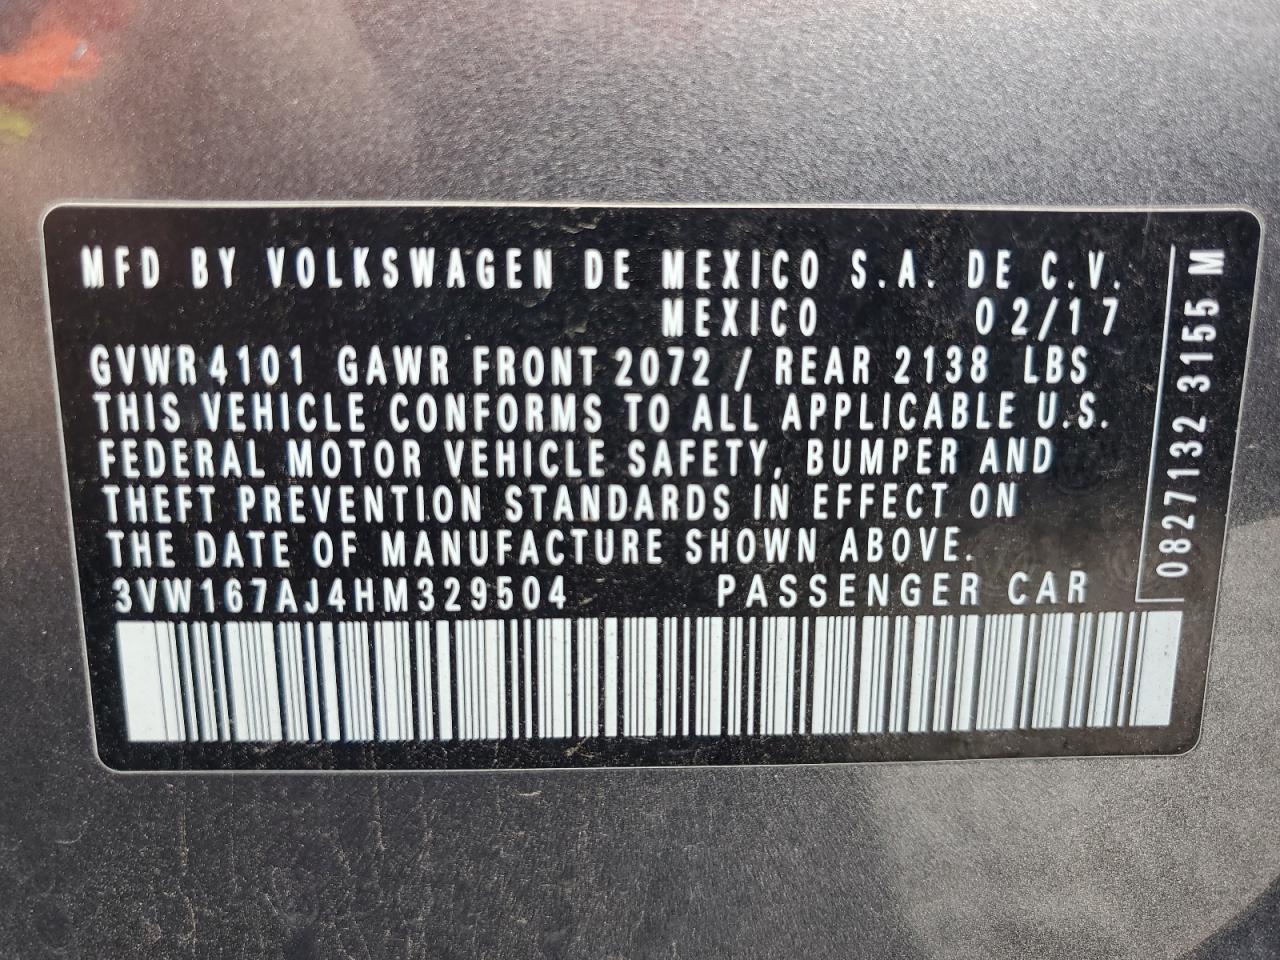 MFD BY VOLKSWAGEN DE MEXICO S.A. DE C.V.
MEXICO 02/17
GVWR 4101 GAWR FRONT 2072 / REAR 2138 LBS
THIS VEHICLE CONFORMS TO ALL APPLICABLE U.S.
FEDERAL MOTOR VEHICLE SAFETY, BUMPER AND
THEFT PREVENTION STANDARDS IN EFFECT ON
THE DATE OF MANUFACTURE SHOWN ABOVE.
3VW167AJ4HM329504 PASSENGER CAR
0827132 3155 M